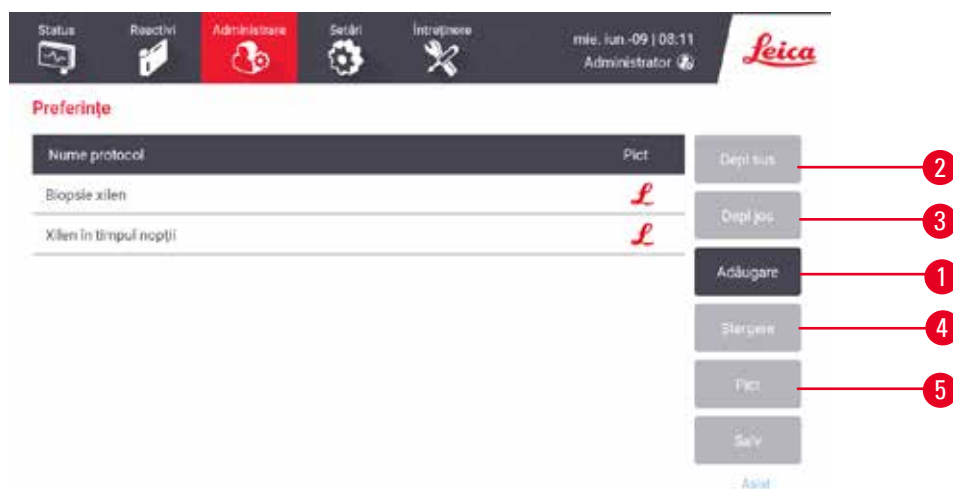 Status
Reactivi
Administrare
Setări
Întreținere
mie, iun.-09 | 08:11
Administrator
Leica
Preferințe
Nume protocol Pict
Biopsie xilen L
Xilen în timpul nopții L
Depl sus
2
Depl jos
3
Adăugare
1
Ștergere
4
Pict
5
Salv
Asist